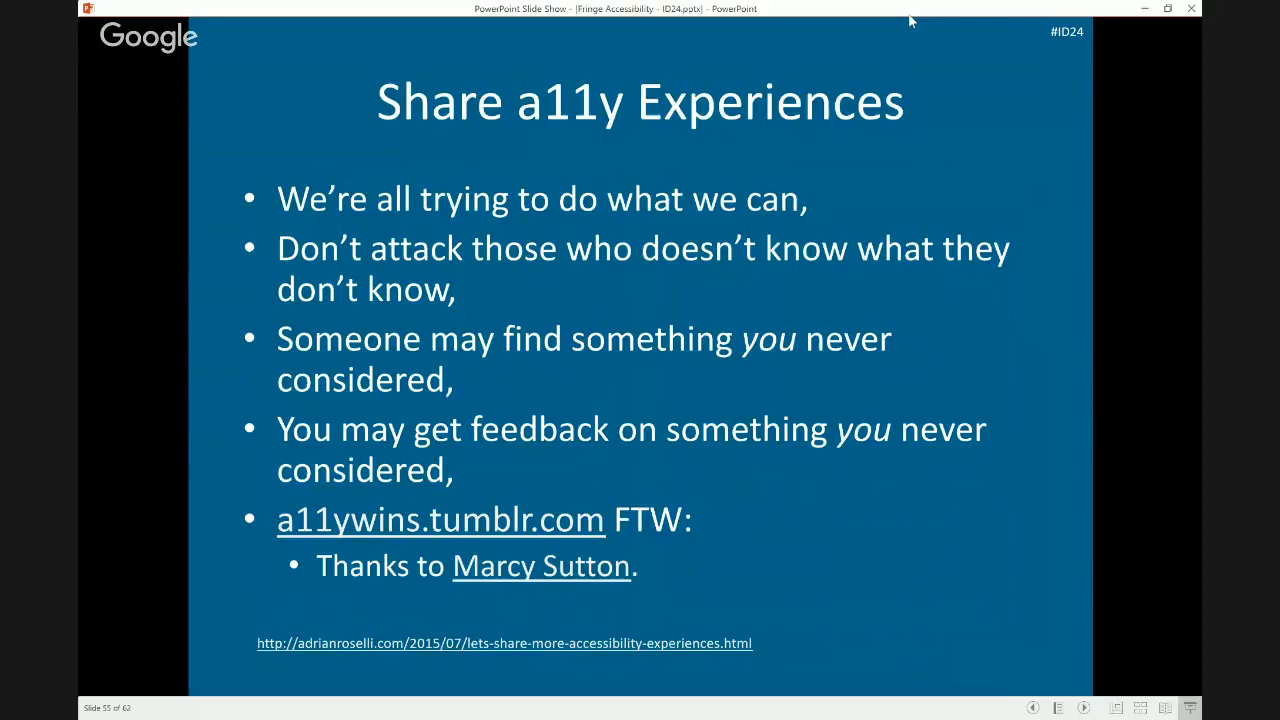 PowerPoint Slide Show - [Fringe Accessibility - ID24.pptx] - PowerPoint
Google
#ID24
Share a11y Experiences
• We’re all trying to do what we can,
• Don’t attack those who doesn’t know what they
don’t know,
• Someone may find something you never
considered,
• You may get feedback on something you never
considered,
• a11ywins.tumblr.com FTW:
• Thanks to Marcy Sutton.
http://adrianroselli.com/2015/07/lets-share-more-accessibility-experiences.html
Slide 55 of 62